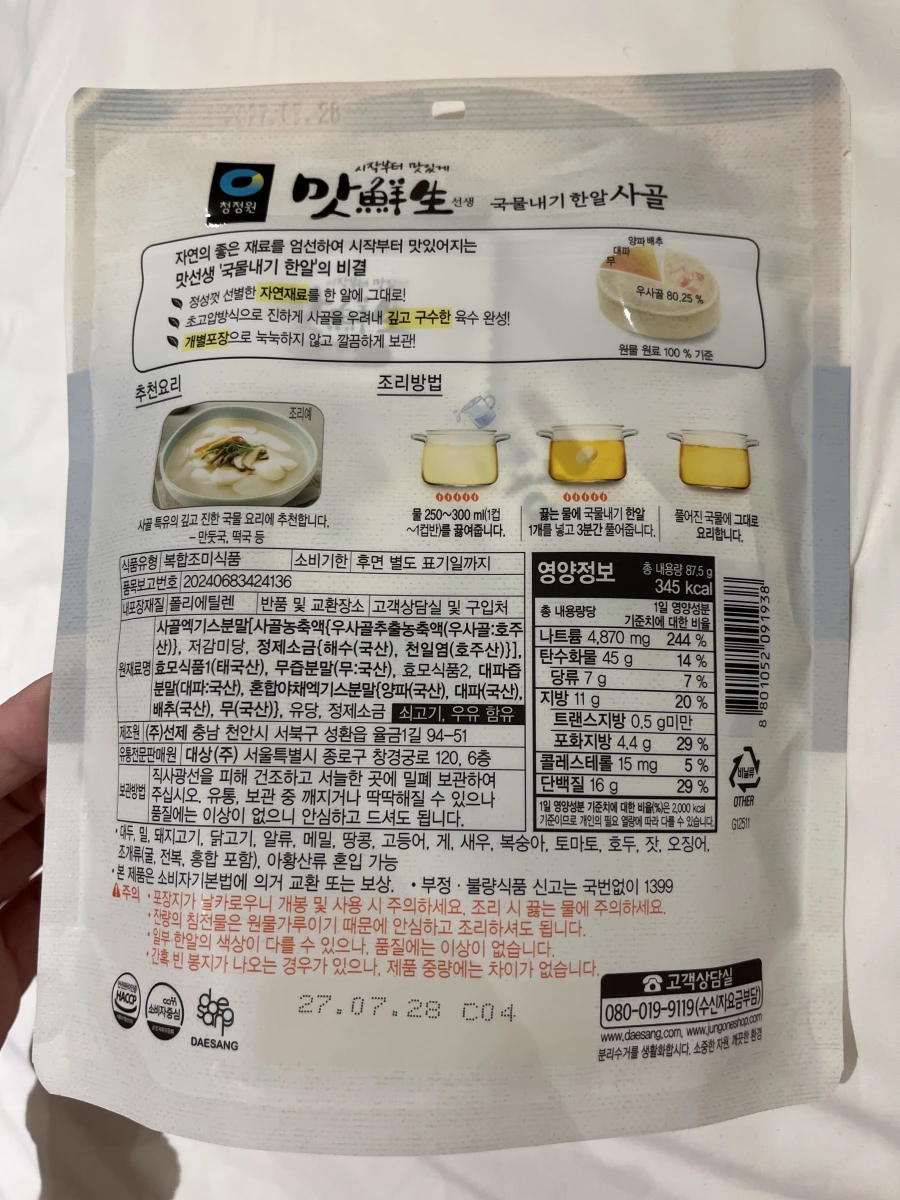 27.07.28
시작부터 맛있게
청정원
맛鮮生 선생 국물내기 한알 사골
자연의 좋은 재료를 엄선하여 시작부터 맛있어지는
맛선생 '국물내기 한알'의 비결
정성껏 선별한 자연재료를 한 알에 그대로!
초고압방식으로 진하게 사골을 우려내 깊고 구수한 육수 완성!
개별포장으로 눅눅하지 않고 깔끔하게 보관!
양파 배추
대파
무
우사골 80.25 %
원물 원료 100 % 기준
추천요리
조리예
사골 특유의 깊고 진한 국물 요리에 추천합니다.
– 만둣국, 떡국 등
조리방법
물 250~300 ml(1컵
~1컵반)를 끓여줍니다.
끓는 물에 국물내기 한알
1개를 넣고 3분간 풀어줍니다.
풀어진 국물에 그대로
요리합니다.
식품유형 복합조미식품 소비기한 후면 별도 표기일까지
품목보고번호 20240683424136
내포장재질 폴리에틸렌 반품 및 교환장소 고객상담실 및 구입처
원재료명 사골엑기스분말[사골농축액{우사골추출농축액(우사골:호주
산)}, 저감미당, 정제소금{해수(국산), 천일염(호주산)}],
효모식품1(태국산), 무즙분말(무:국산), 효모식품2, 대파즙
분말(대파:국산), 혼합야채엑기스분말{양파(국산), 대파(국산),
배추(국산), 무(국산)}, 유당, 정제소금 쇠고기, 우유 함유
제조원 (주)선제 충남 천안시 서북구 성환읍 율금1길 94-51
유통전문판매원 대상(주) 서울특별시 종로구 창경궁로 120, 6층
보관방법 직사광선을 피해 건조하고 서늘한 곳에 밀폐 보관하여
주십시오. 유통, 보관 중 깨지거나 딱딱해질 수 있으나
품질에는 이상이 없으니 안심하고 드셔도 됩니다.
영양정보 총 내용량 87.5 g
345 kcal
총 내용량당 1일 영양성분
기준치에 대한 비율
나트륨 4,870 mg 244 %
탄수화물 45 g 14 %
당류 7 g 7 %
지방 11 g 20 %
트랜스지방 0.5 g미만
포화지방 4.4 g 29 %
콜레스테롤 15 mg 5 %
단백질 16 g 29 %
1일 영양성분 기준치에 대한 비율(%)은 2,000 kcal
기준이므로 개인의 필요 열량에 따라 다를 수 있습니다.
8 801052 091938
비닐류
OTHER
G12511
• 대두, 밀, 돼지고기, 닭고기, 알류, 메밀, 땅콩, 고등어, 게, 새우, 복숭아, 토마토, 호두, 잣, 오징어,
조개류(굴, 전복, 홍합 포함), 아황산류 혼입 가능
• 본 제품은 소비자기본법에 의거 교환 또는 보상. • 부정 · 불량식품 신고는 국번없이 1399
주의 • 포장지가 날카로우니 개봉 및 사용 시 주의하세요. 조리 시 끓는 물에 주의하세요.
• 잔량의 침전물은 원물가루이기 때문에 안심하고 조리하셔도 됩니다.
• 일부 한알의 색상이 다를 수 있으나, 품질에는 이상이 없습니다.
• 간혹 빈 봉지가 나오는 경우가 있으나, 제품 중량에는 차이가 없습니다.
HACCP
CCM
소비자중심
DAESANG
27.07.28 C04
고객상담실
080-019-9119(수신자요금부담)
www.daesang.com, www.jungoneshop.com
분리수거를 생활화합시다. 소중한 자원, 깨끗한 환경